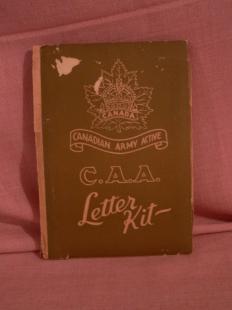 CANADA
CANADIAN ARMY ACTIVE
C.A.A.
Letter
Kit-